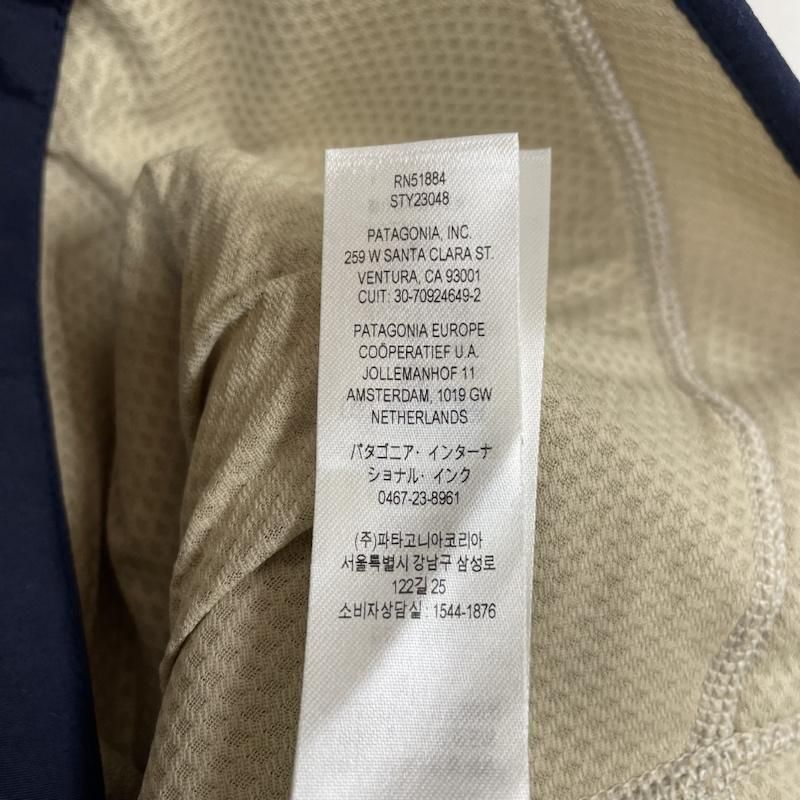 RN51884
STY23048
PATAGONIA, INC.
259 W SANTA CLARA ST.
VENTURA, CA 93001
CUIT: 30-70924649-2
PATAGONIA EUROPE
COÖPERATIEF U.A.
JOLLEMANHOF 11
AMSTERDAM, 1019 GW
NETHERLANDS
パタゴニア・インターナ
ショナル・インク
0467-23-8961
(주)파타고니아코리아
서울특별시 강남구 삼성로
122길 25
소비자상담실 : 1544-1876